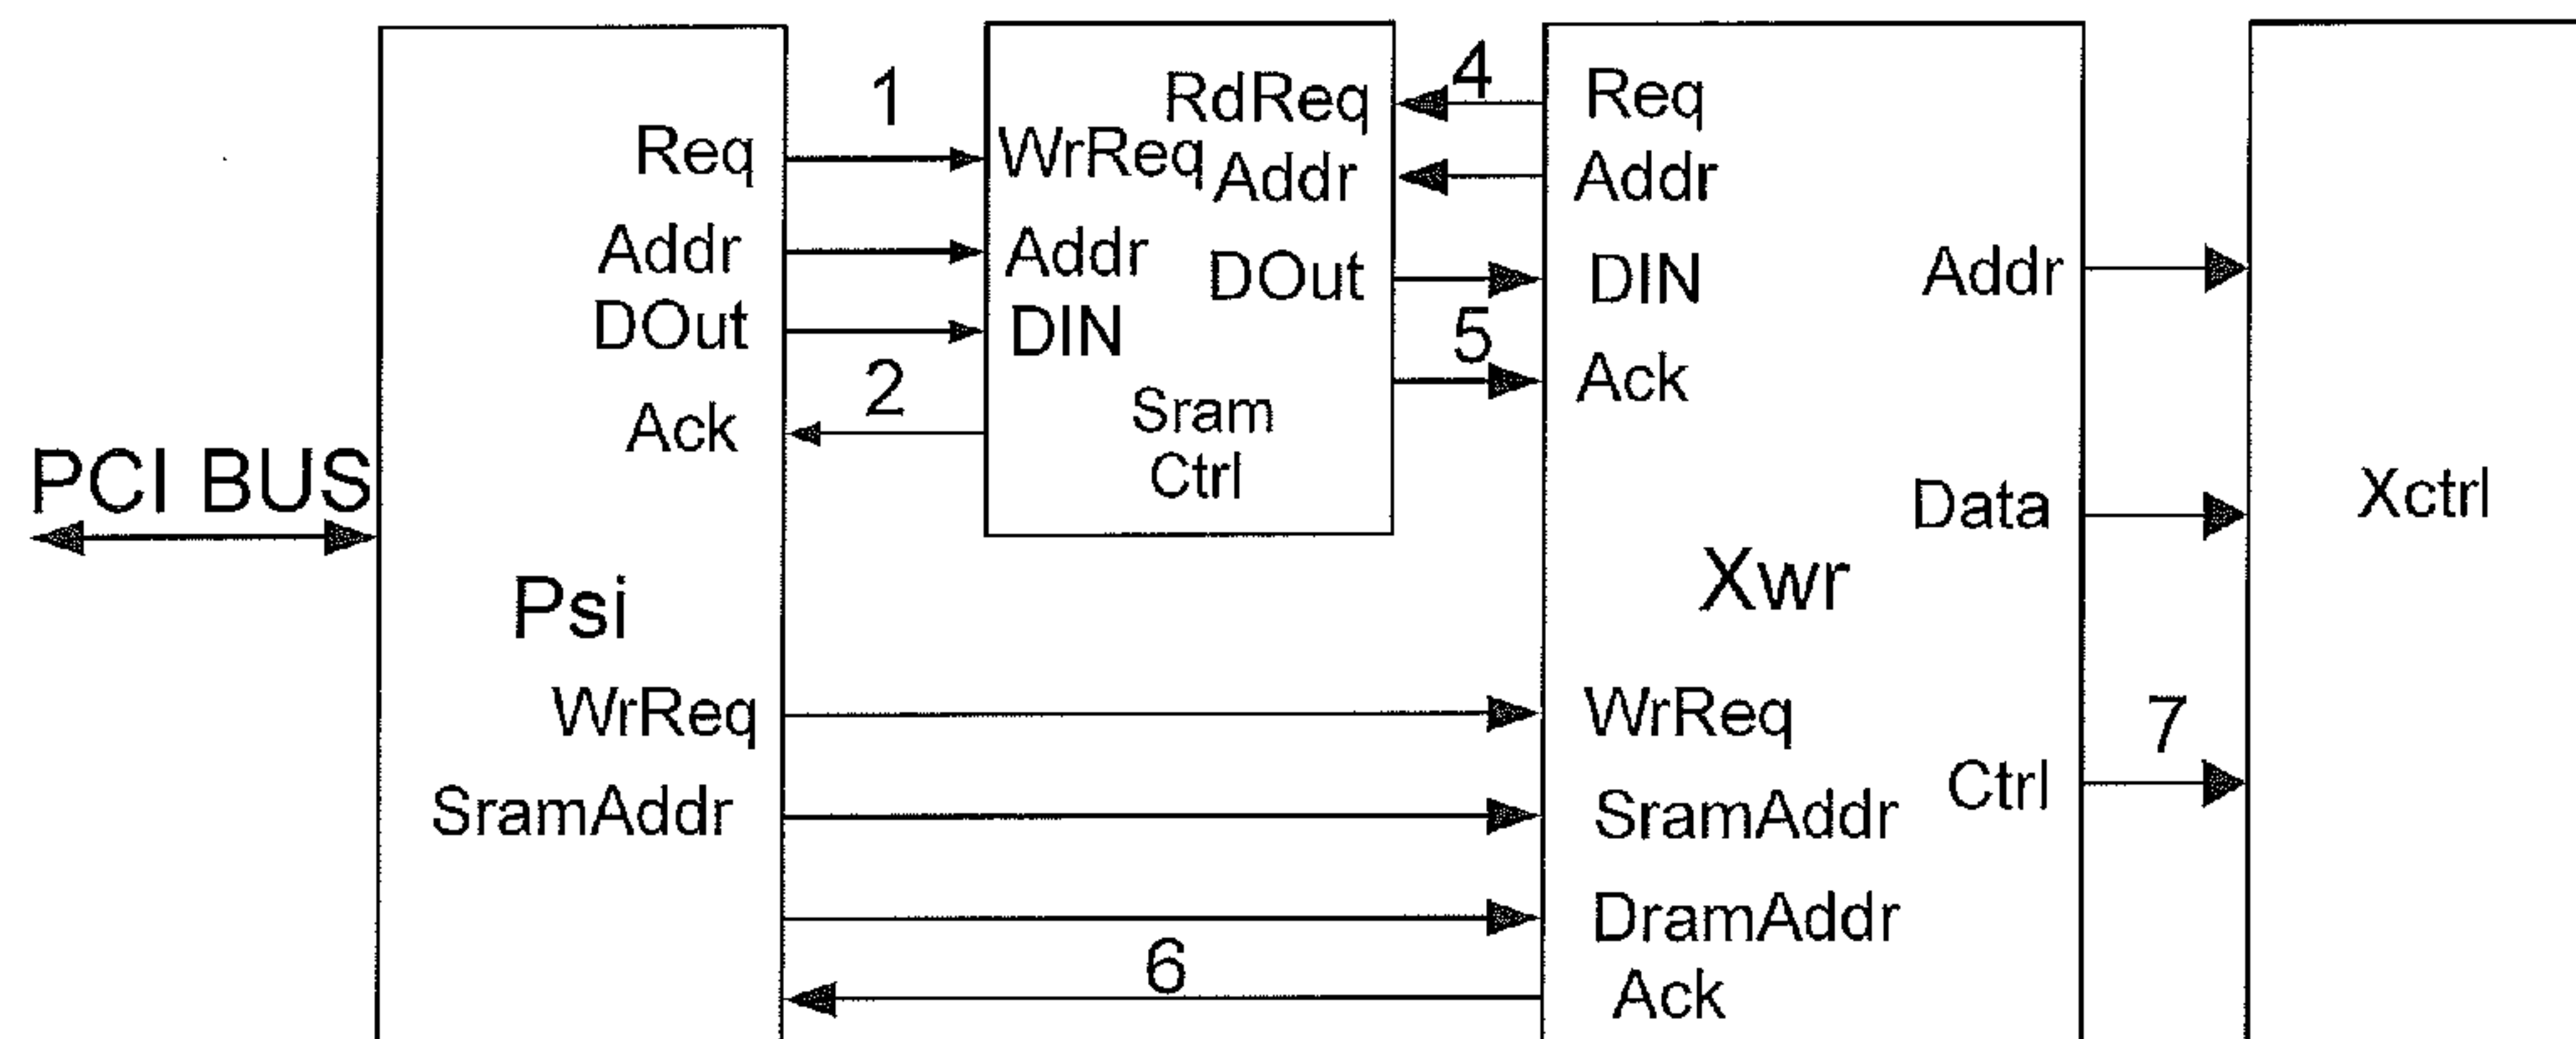 PCI BUS
Req
Addr
DOut
Ack
Psi
WrReq
SramAddr
1
2
WrReq
Addr
DIN
RdReq
Addr
DOut
Sram
Ctrl
4
5
6
Req
Addr
DIN
Ack
Xwr
WrReq
SramAddr
DramAddr
Ack
Addr
Data
Ctrl
7
Xctrl